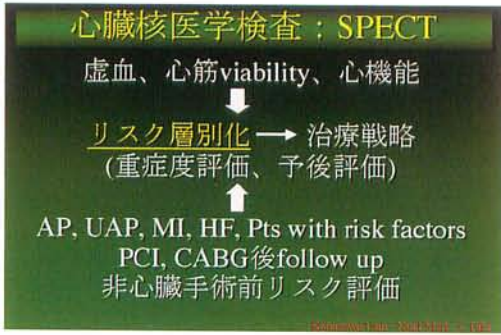 心臓核医学検査：SPECT
虚血、心筋viability、心機能
リスク層別化 → 治療戦略
(重症度評価、予後評価)
AP, UAP, MI, HF, Pts with risk factors
PCI, CABG後follow up
非心臓手術前リスク評価